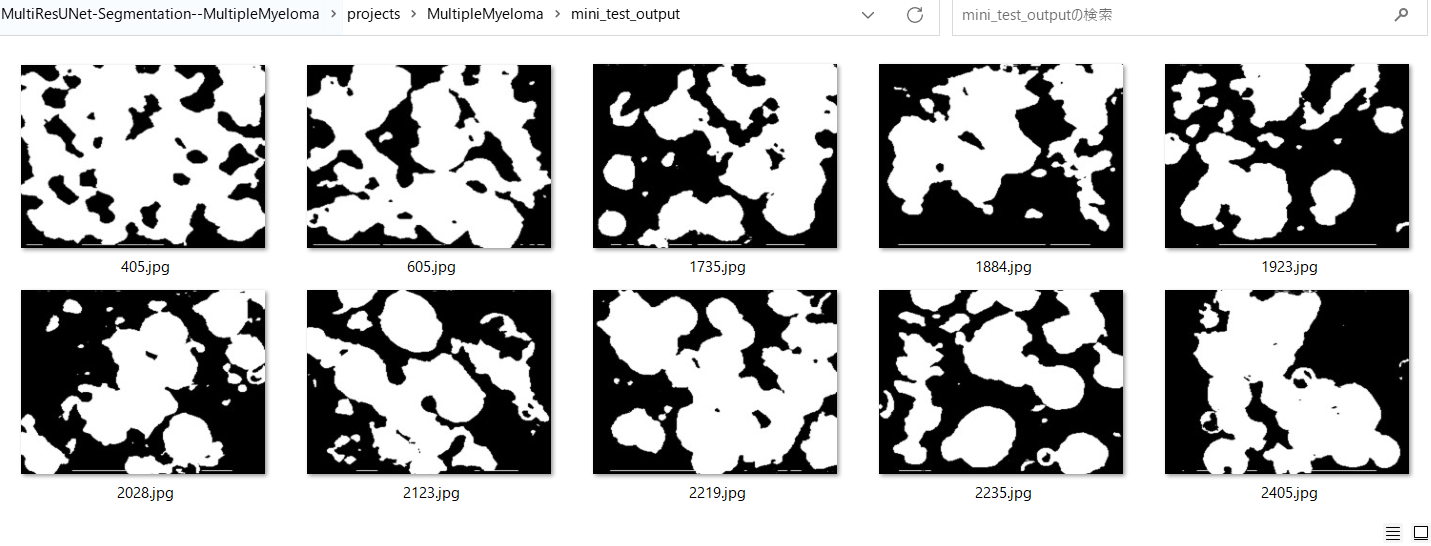 MultiResUNet-Segmentation--MultipleMyeloma > projects > MultipleMyeloma > mini_test_output
mini_test_outputの検索
405.jpg
605.jpg
1735.jpg
1884.jpg
1923.jpg
2028.jpg
2123.jpg
2219.jpg
2235.jpg
2405.jpg